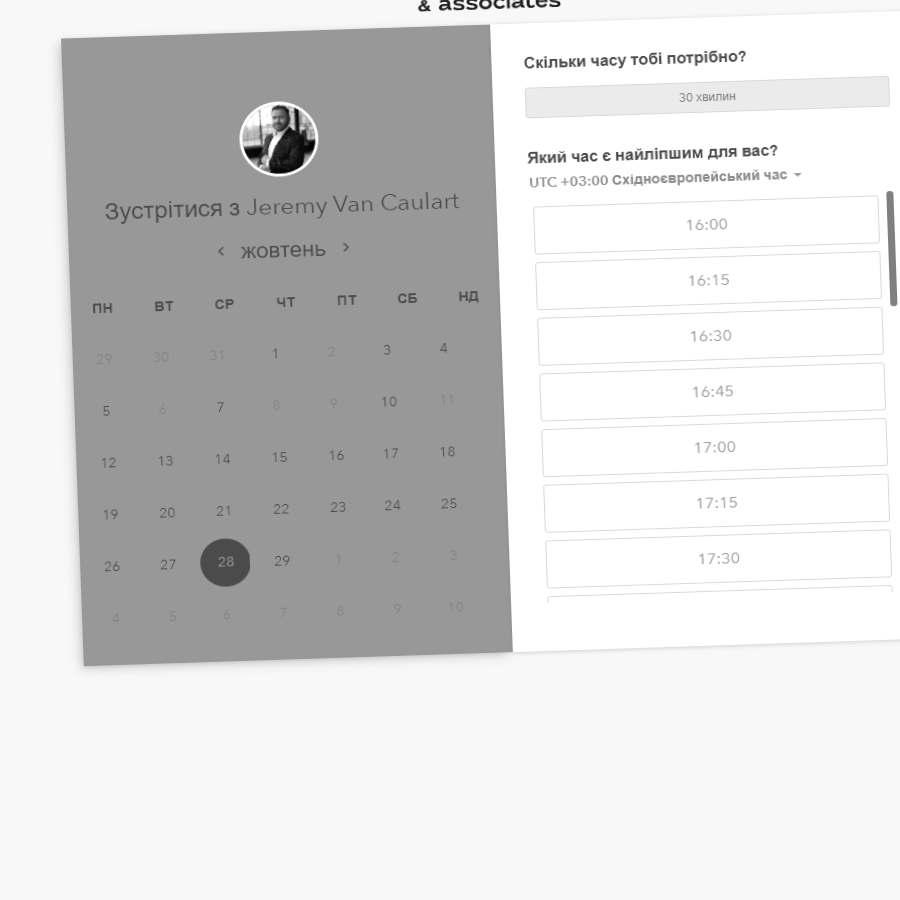 & associates
Зустрітися з Jeremy Van Caulart
жовтень
ПН ВТ СР ЧТ ПТ СБ НД
29 30 31 1 2 3 4
5 6 7 8 9 10 11
12 13 14 15 16 17 18
19 20 21 22 23 24 25
26 27 28 29 1 2 3
4 5 6 7 8 9 10
Скільки часу тобі потрібно?
30 хвилин
Який час є найліпшим для вас?
UTC +03:00 Східноєвропейський час
16:00
16:15
16:30
16:45
17:00
17:15
17:30